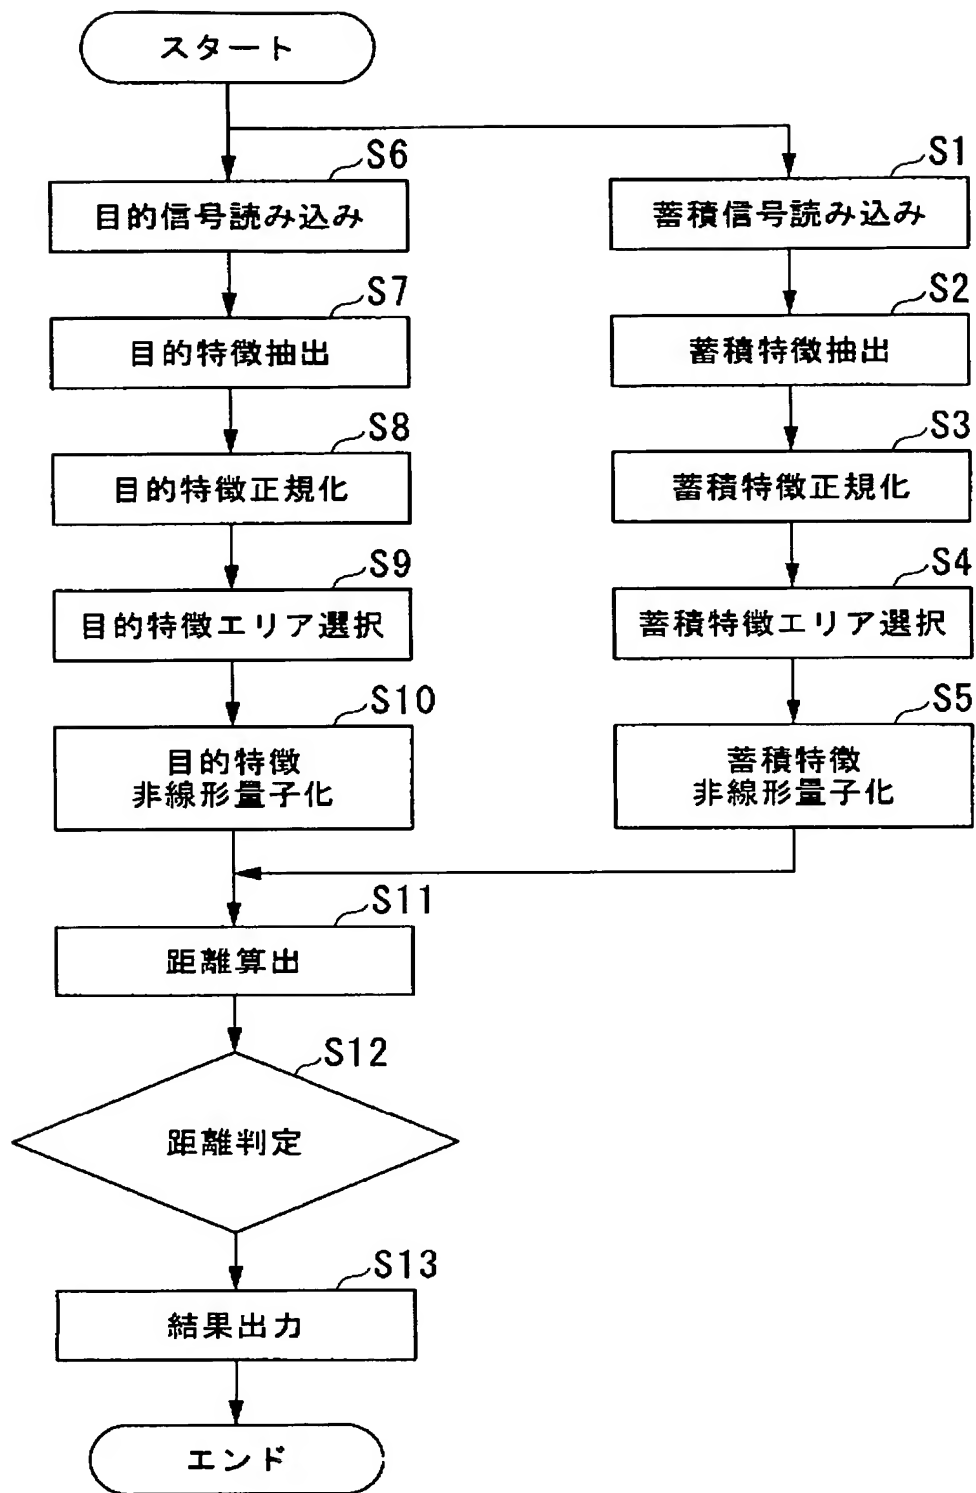 スタート
S6
目的信号読み込み
S1
蓄積信号読み込み
S7
目的特徴抽出
S2
蓄積特徴抽出
S8
目的特徴正規化
S3
蓄積特徴正規化
S9
目的特徴エリア選択
S4
蓄積特徴エリア選択
S10
目的特徴
非線形量子化
S5
蓄積特徴
非線形量子化
S11
距離算出
S12
距離判定
S13
結果出力
エンド